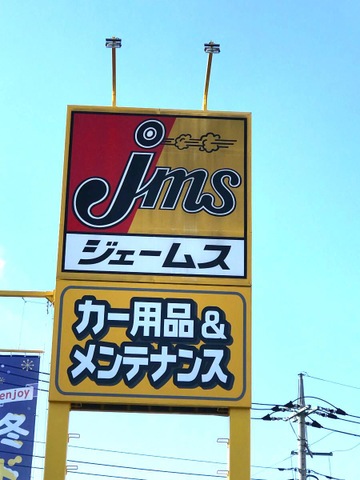 jms
ジェームス
カー用品&
メンテナンス
enjoy
冬